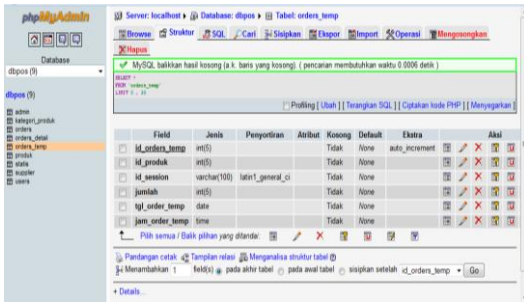 phpMyAdmin
Database
dbpos (9)
dbpos (9)
admin
kategori_produk
orders
orders_detail
orders_temp
produk
statis
supplier
users
Server: localhost ▸ Database: dbpos ▸ Tabel: orders_temp
Browse Struktur SQL Cari Sisipkan Ekspor Import Operasi Mengosongkan
Hapus
MySQL balikkan hasil kosong (a.k. baris yang kosong). ( pencarian membutuhkan waktu 0.0006 detik )
SELECT *
FROM `orders_temp`
LIMIT 0 , 30
Profiling [ Ubah ] [ Terangkan SQL ] [ Ciptakan kode PHP ] [ Menyegarkan ]
Field Jenis Penyortiran Atribut Kosong Default Ekstra Aksi
id_orders_temp int(5) Tidak None auto_increment
id_produk int(5) Tidak None
id_session varchar(100) latin1_general_ci Tidak None
jumlah int(5) Tidak None
tgl_order_temp date Tidak None
jam_order_temp time Tidak None
Pilih semua / Balik pilihan yang ditandai:
Pandangan cetak Tampilan relasi Menganalisa struktur tabel
Menambahkan 1 field(s) pada akhir tabel pada awal tabel sisipkan setelah id_orders_temp Go
+ Details...